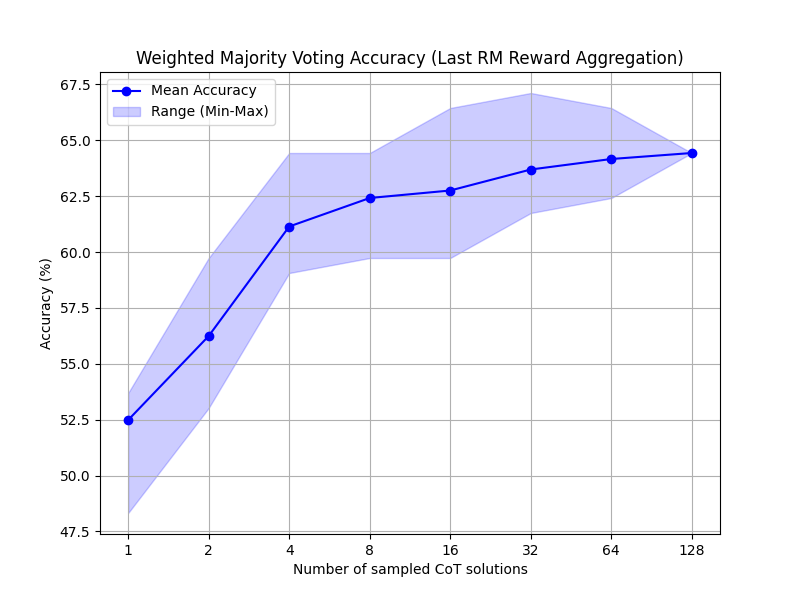 Weighted Majority Voting Accuracy (Last RM Reward Aggregation)
Mean Accuracy
Range (Min-Max)
Accuracy (%)
67.5
65.0
62.5
60.0
57.5
55.0
52.5
50.0
47.5
1 2 4 8 16 32 64 128
Number of sampled CoT solutions